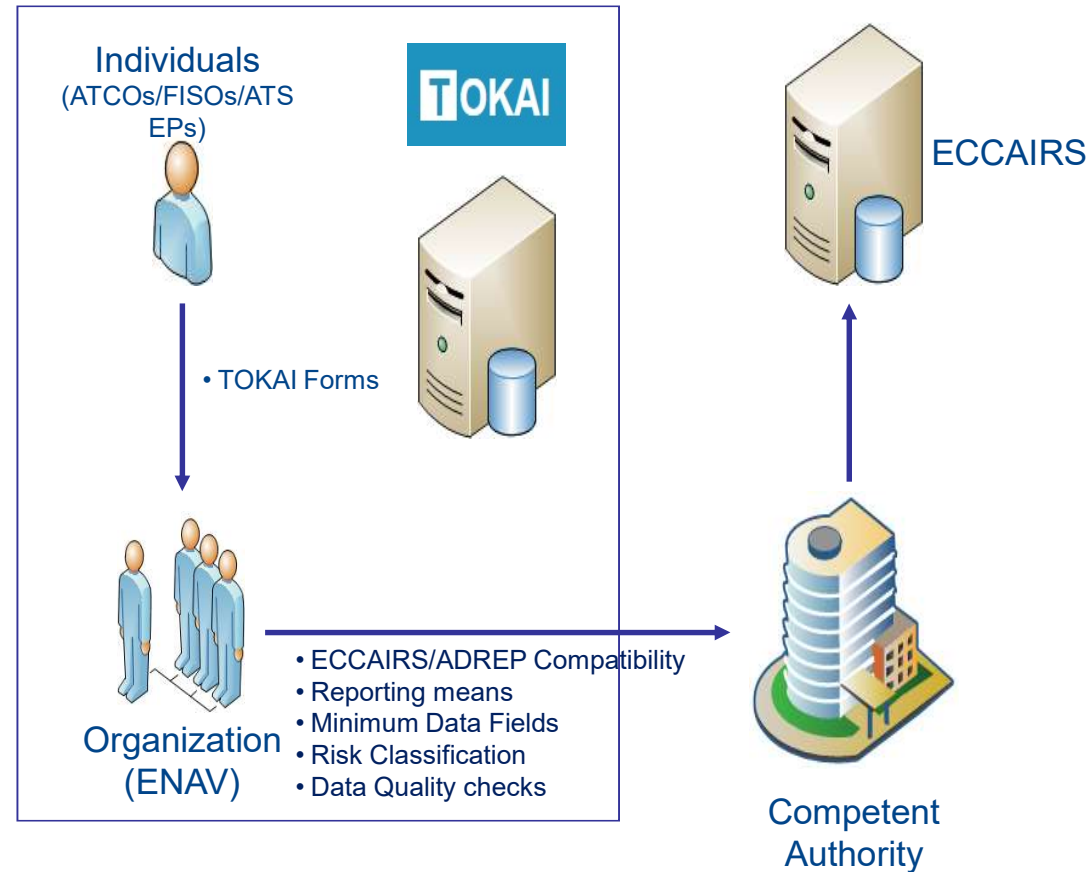 Individuals
(ATCOs/FISOs/ATS
EPs)
TOKAI
ECCAIRS
• TOKAI Forms
• ECCAIRS/ADREP Compatibility
• Reporting means
• Minimum Data Fields
• Risk Classification
• Data Quality checks
Organization
(ENAV)
Competent
Authority